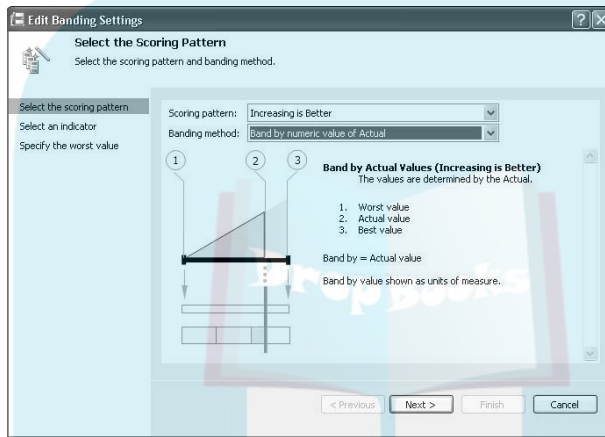 Edit Banding Settings
Select the Scoring Pattern
Select the scoring pattern and banding method.
Select the scoring pattern
Select an indicator
Specify the worst value
Scoring pattern: Increasing is Better
Banding method: Band by numeric value of Actual
1 2 3
Band by Actual Values (Increasing is Better)
The values are determined by the Actual.
1. Worst value
2. Actual value
3. Best value
Band by = Actual value
Band by value shown as units of measure.
DropBooks
< Previous Next > Finish Cancel